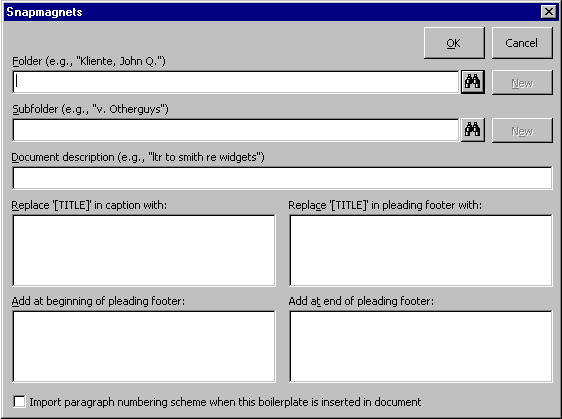 Snapmagnets
OK
Cancel
Folder (e.g., "Kliente, John Q.")
New
Subfolder (e.g., "v. Otherguys")
New
Document description (e.g., "ltr to smith re widgets")
Replace '[TITLE]' in caption with:
Replace '[TITLE]' in pleading footer with:
Add at beginning of pleading footer:
Add at end of pleading footer:
Import paragraph numbering scheme when this boilerplate is inserted in document